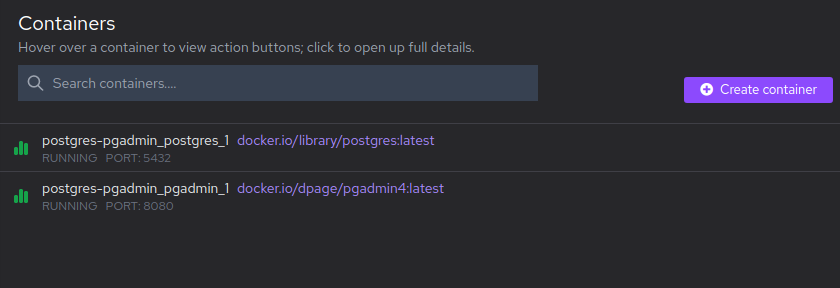 Containers
Hover over a container to view action buttons; click to open up full details.
Search containers....
Create container
postgres-pgadmin_postgres_1 docker.io/library/postgres:latest
RUNNING PORT: 5432
postgres-pgadmin_pgadmin_1 docker.io/dpage/pgadmin4:latest
RUNNING PORT: 8080